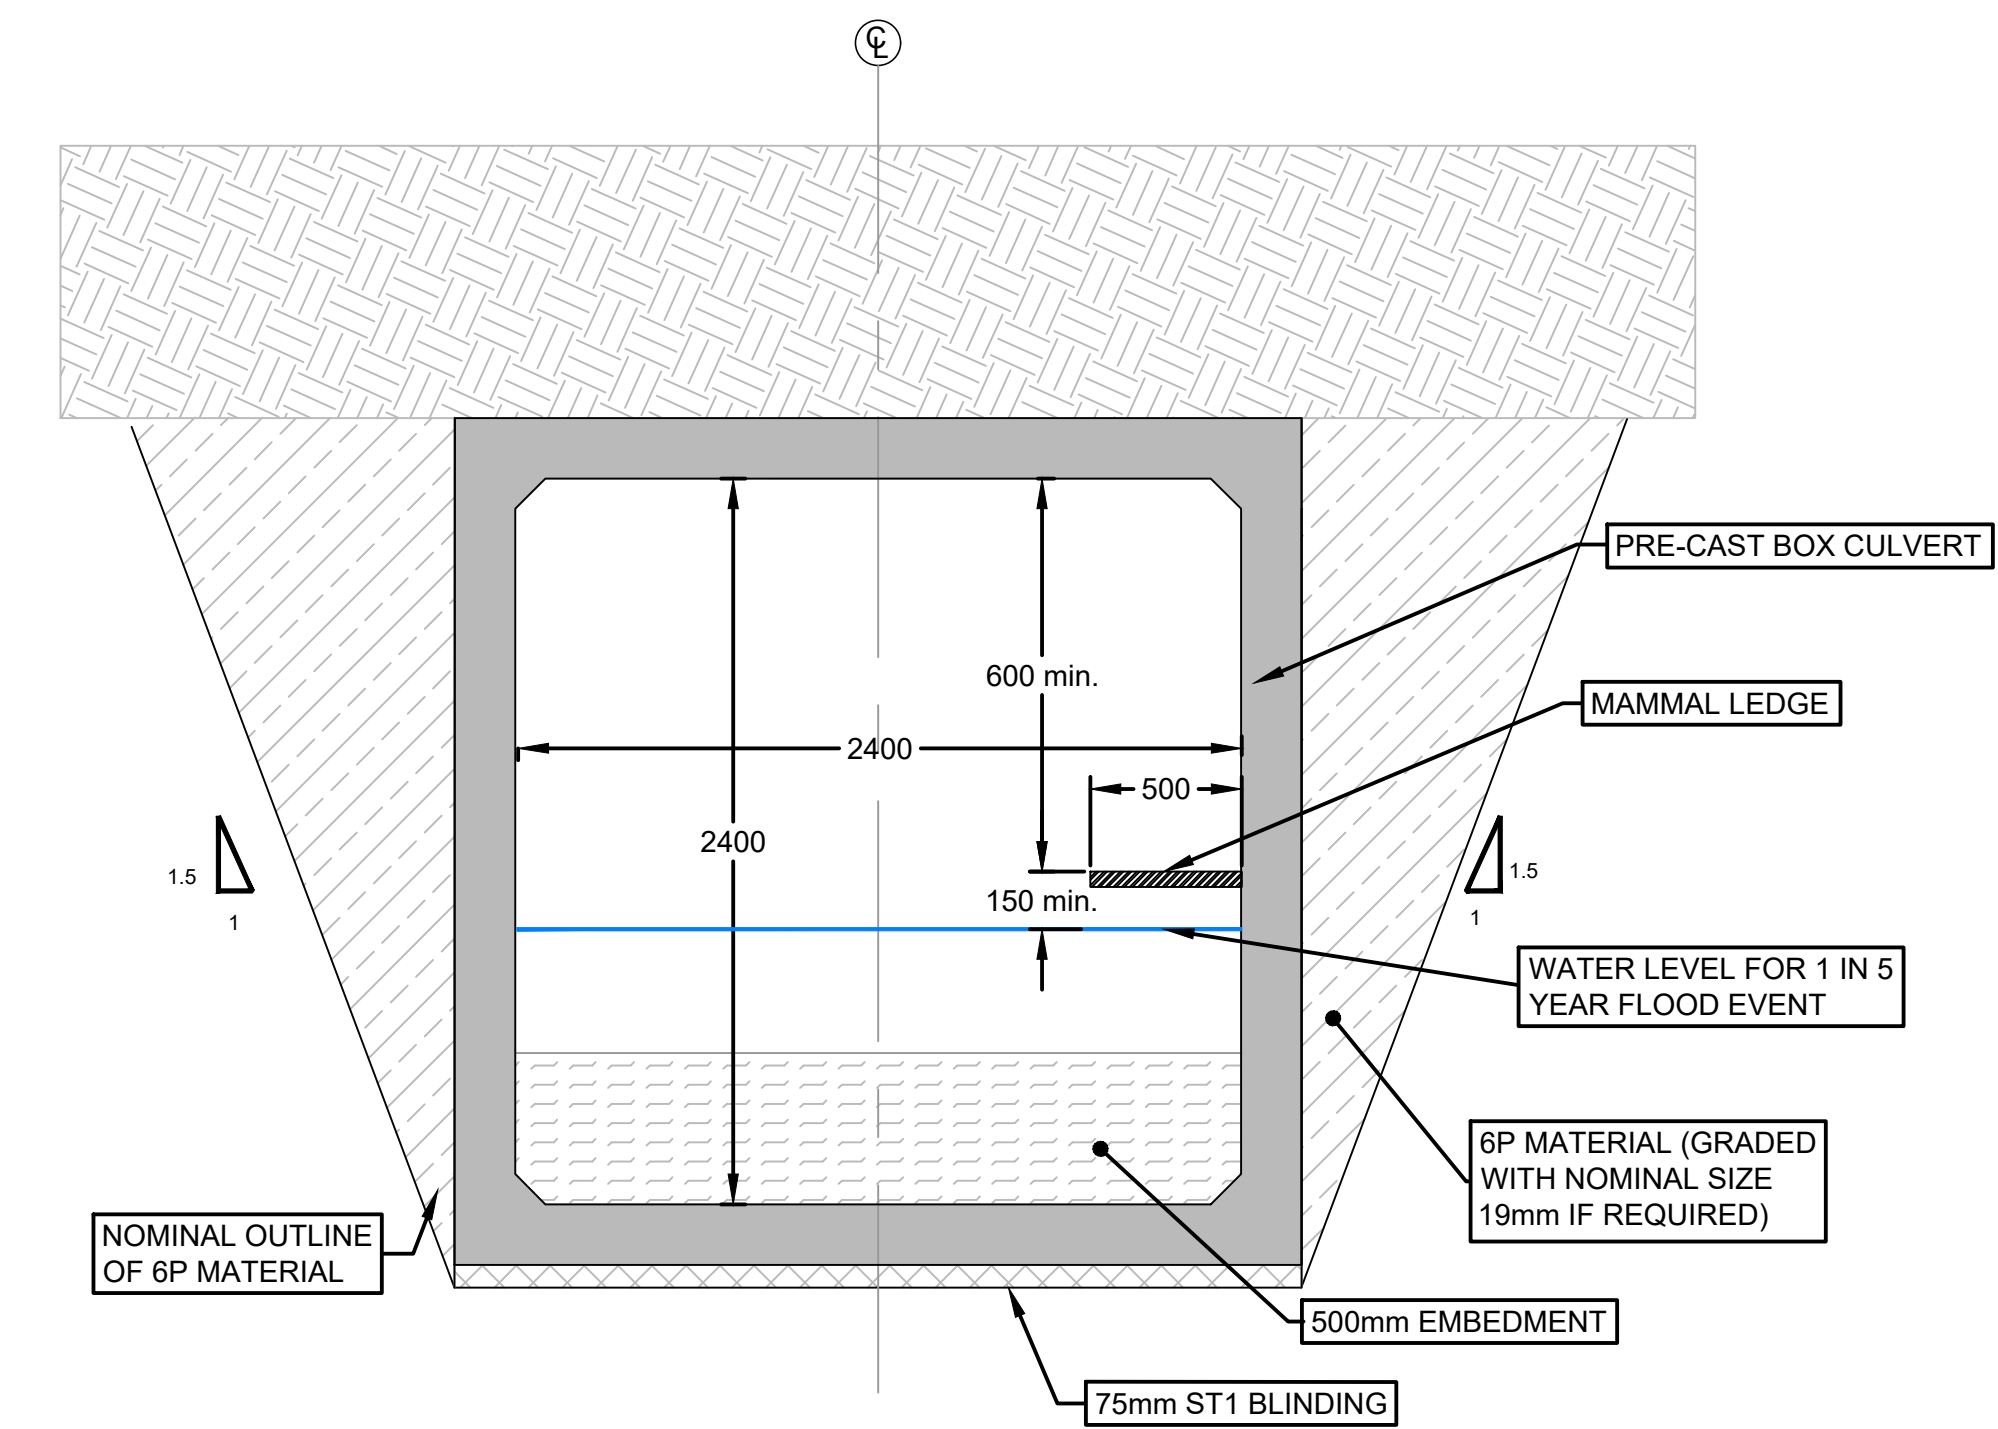 ℄
PRE-CAST BOX CULVERT
600 min.
MAMMAL LEDGE
2400
500
2400
1.5
1.5
150 min.
1
1
WATER LEVEL FOR 1 IN 5
YEAR FLOOD EVENT
6P MATERIAL (GRADED
WITH NOMINAL SIZE
19mm IF REQUIRED)
NOMINAL OUTLINE
OF 6P MATERIAL
500mm EMBEDMENT
75mm ST1 BLINDING